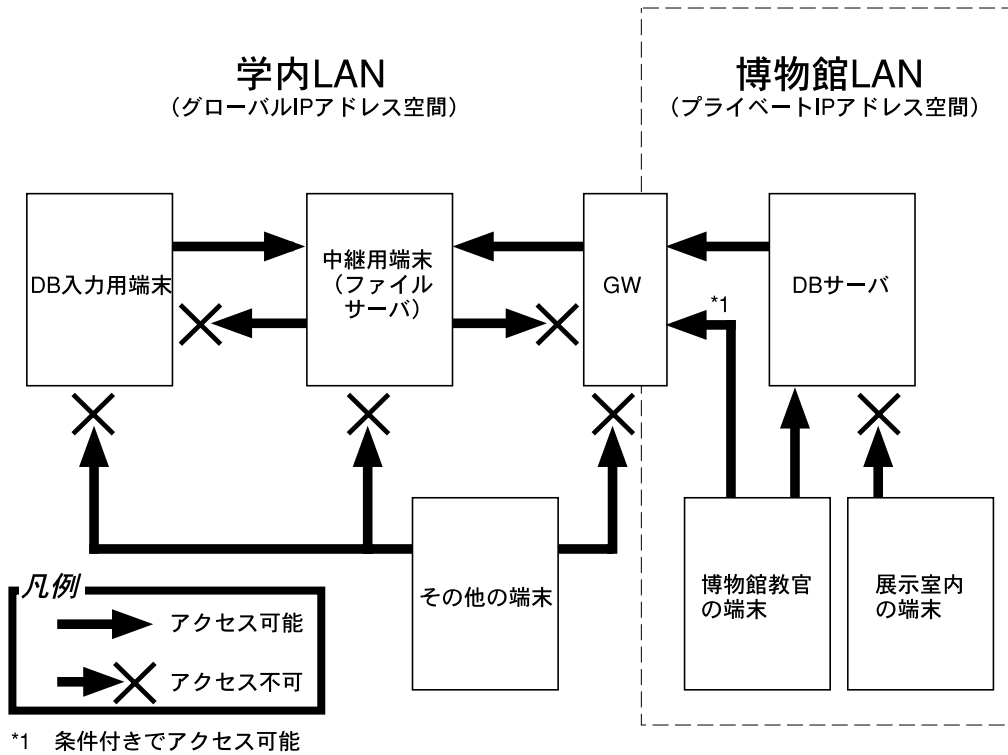 学内LAN
（グローバルIPアドレス空間）
博物館LAN
（プライベートIPアドレス空間）
DB入力用端末
中継用端末
（ファイル
サーバ）
GW
DBサーバ
*1
その他の端末
博物館教官
の端末
展示室内
の端末
凡例
アクセス可能
アクセス不可
*1 条件付きでアクセス可能